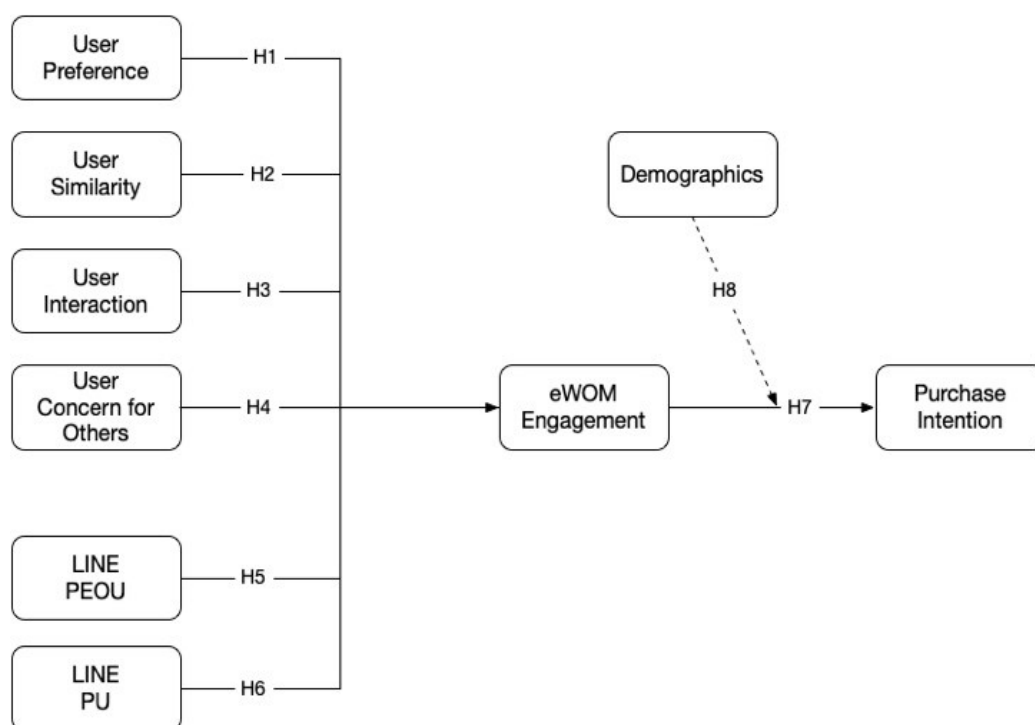 User
Preference
H1
User
Similarity
H2
Demographics
User
Interaction
H3
H8
User
Concern for
Others
H4
eWOM
Engagement
H7
Purchase
Intention
LINE
PEOU
H5
LINE
PU
H6